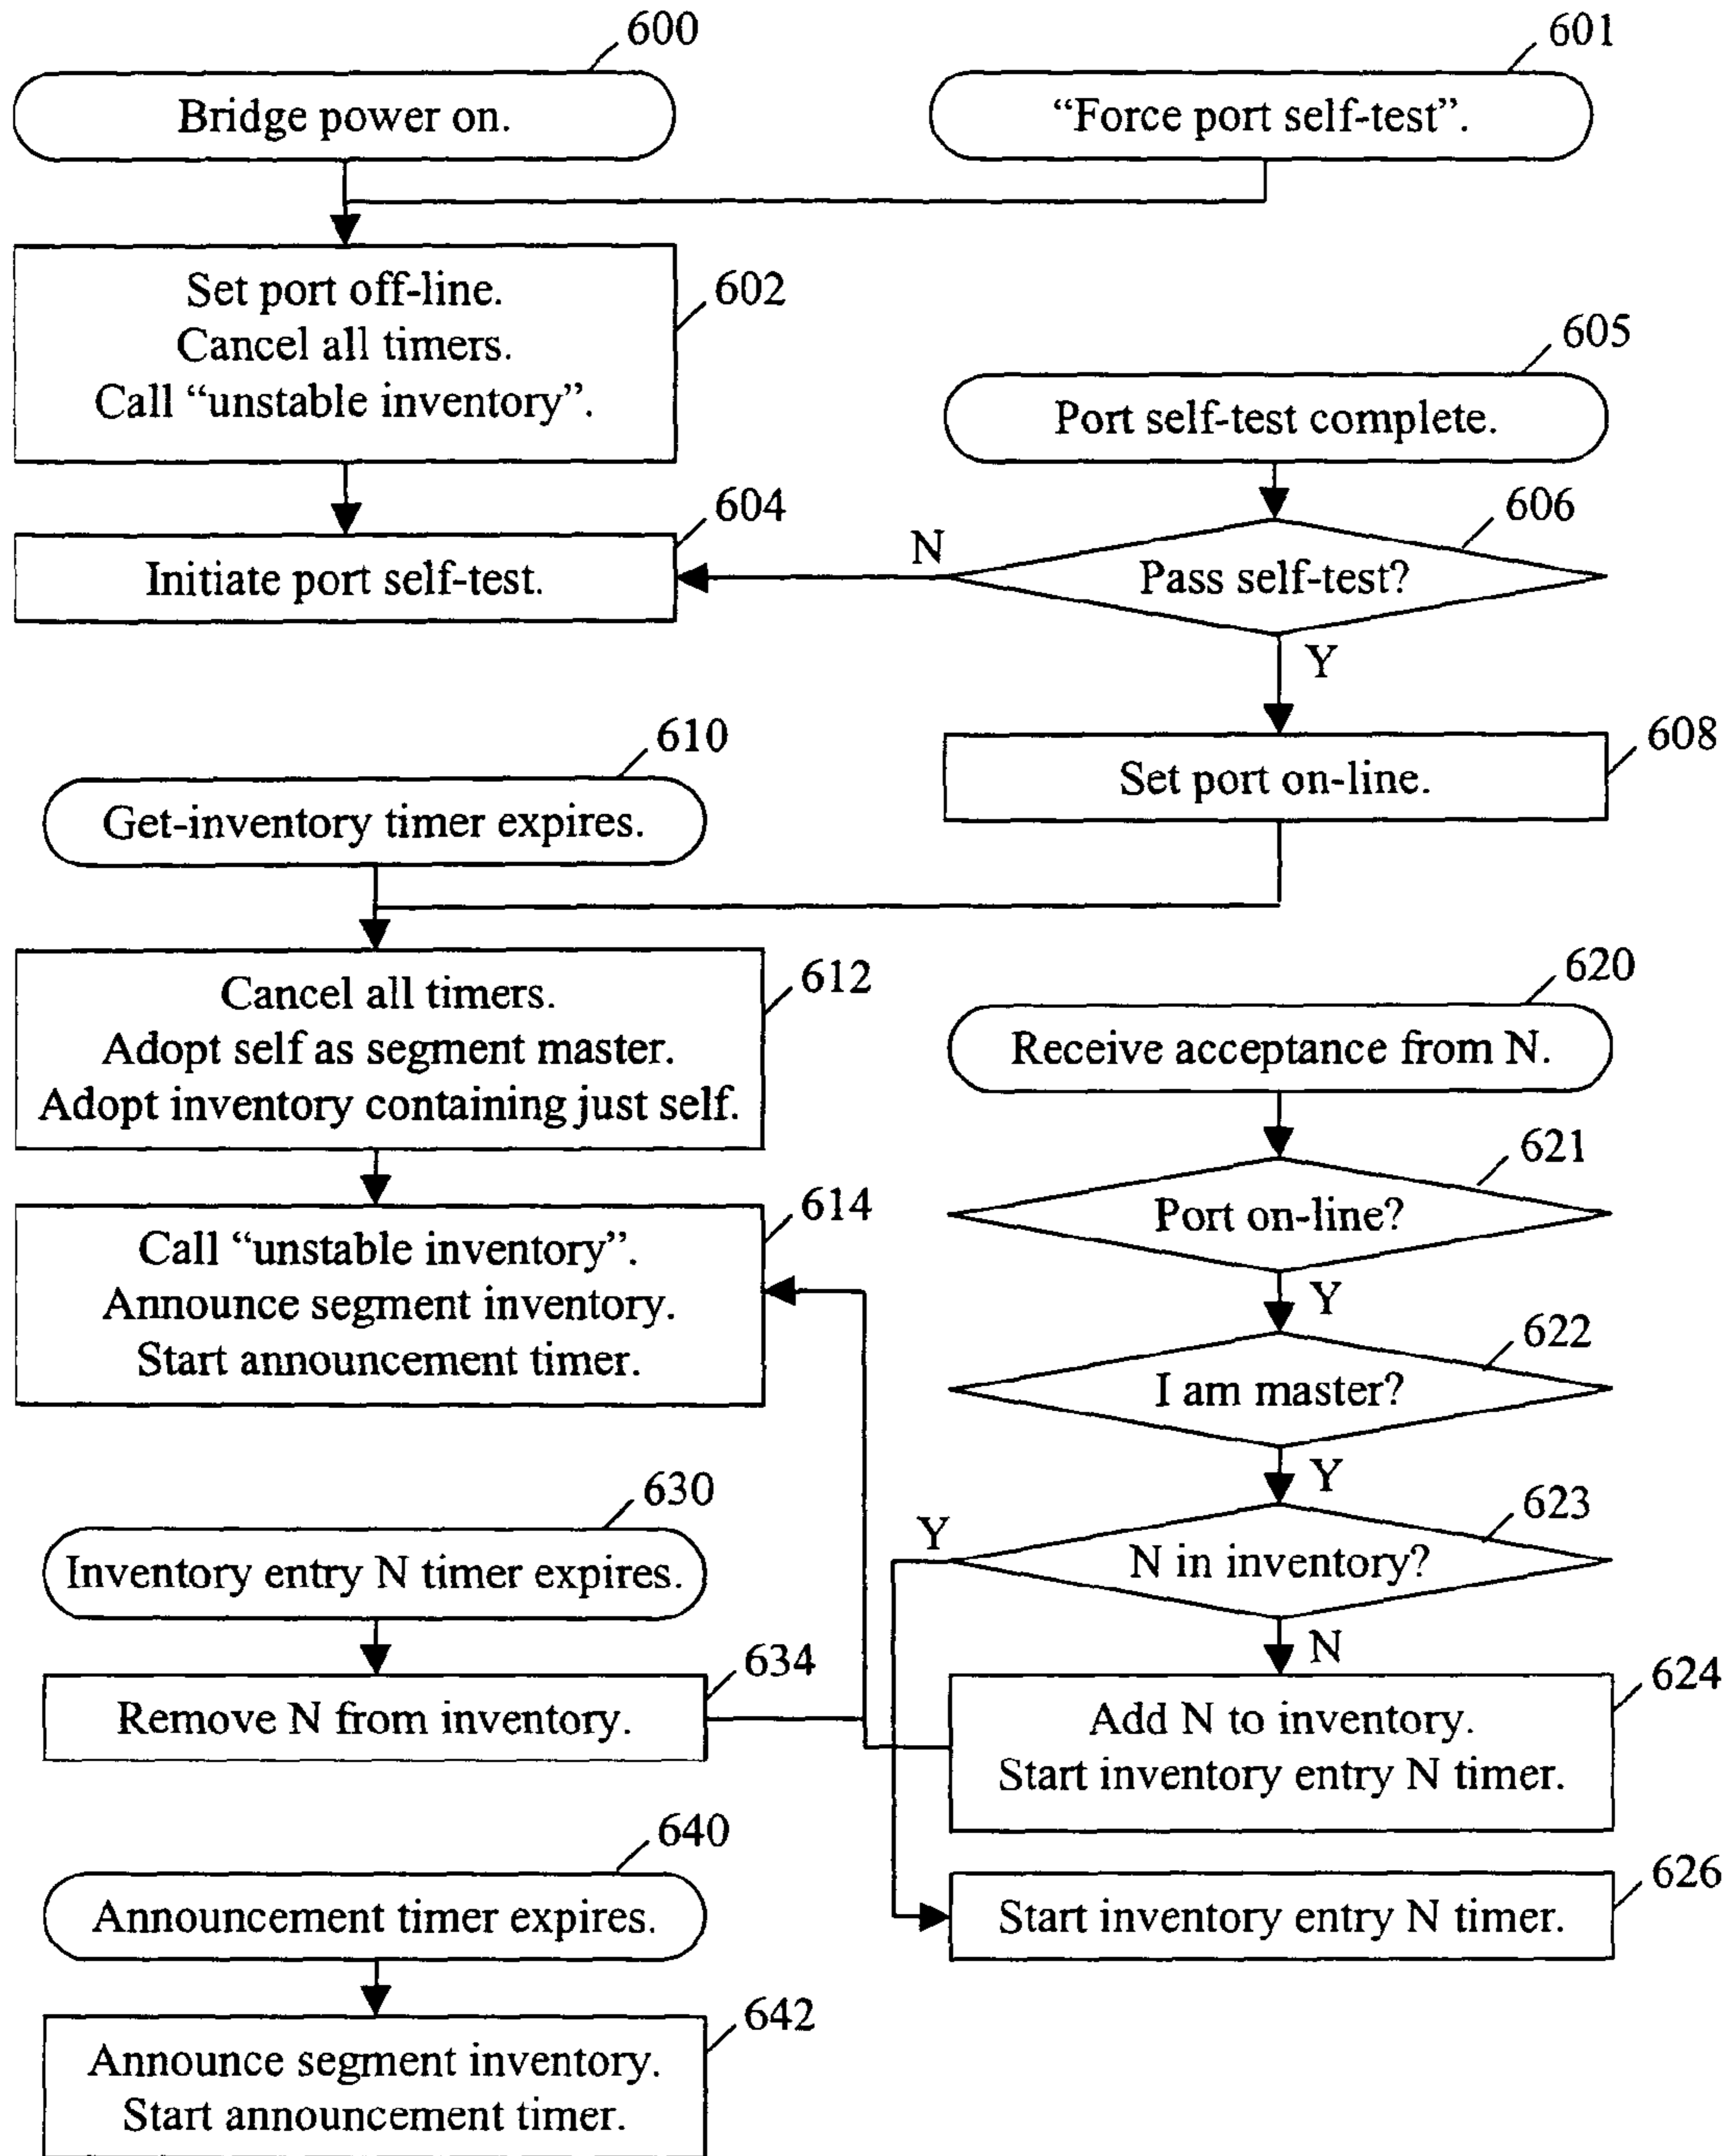 600
Bridge power on.
601
“Force port self-test”.
602
Set port off-line.
Cancel all timers.
Call “unstable inventory”.
604
Initiate port self-test.
605
Port self-test complete.
606
Pass self-test?
N
Y
608
Set port on-line.
610
Get-inventory timer expires.
612
Cancel all timers.
Adopt self as segment master.
Adopt inventory containing just self.
614
Call “unstable inventory”.
Announce segment inventory.
Start announcement timer.
620
Receive acceptance from N.
621
Port on-line?
Y
622
I am master?
Y
623
N in inventory?
Y
N
624
Add N to inventory.
Start inventory entry N timer.
626
Start inventory entry N timer.
630
Inventory entry N timer expires.
634
Remove N from inventory.
640
Announcement timer expires.
642
Announce segment inventory.
Start announcement timer.